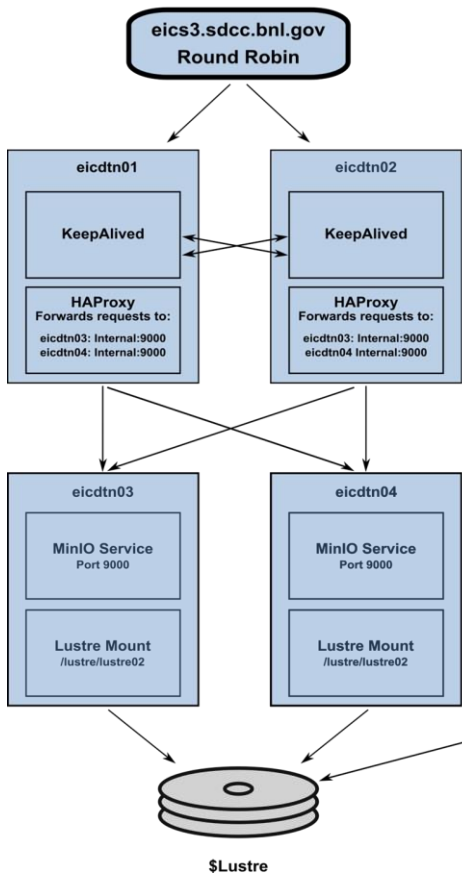 eics3.sdcc.bnl.gov
Round Robin
eicdtn01
KeepAlived
HAProxy
Forwards requests to:
eicdtn03: Internal:9000
eicdtn04: Internal:9000
eicdtn02
KeepAlived
HAProxy
Forwards requests to:
eicdtn03: Internal:9000
eicdtn04 Internal:9000
eicdtn03
MinIO Service
Port 9000
Lustre Mount
/lustre/lustre02
eicdtn04
MinIO Service
Port 9000
Lustre Mount
/lustre/lustre02
$Lustre